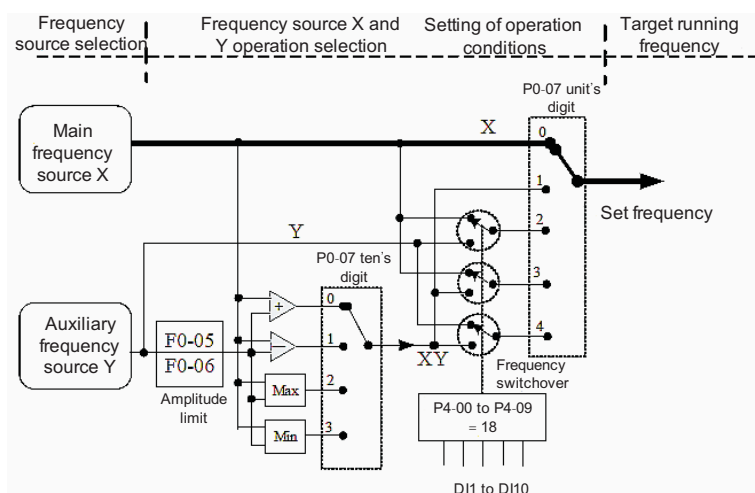 Frequency
source selection
Frequency source X and
Y operation selection
Setting of operation
conditions
Target running
frequency
P0-07 unit's
digit
Main
frequency
source X
X
0
1
2
3
4
Set frequency
Y
P0-07 ten's
digit
0
1
2
3
Auxiliary
frequency
source Y
F0-05
F0-06
Amplitude
limit
+
−
Max
Min
XY
Frequency
switchover
P4-00 to P4-09
= 18
DI1 to DI10